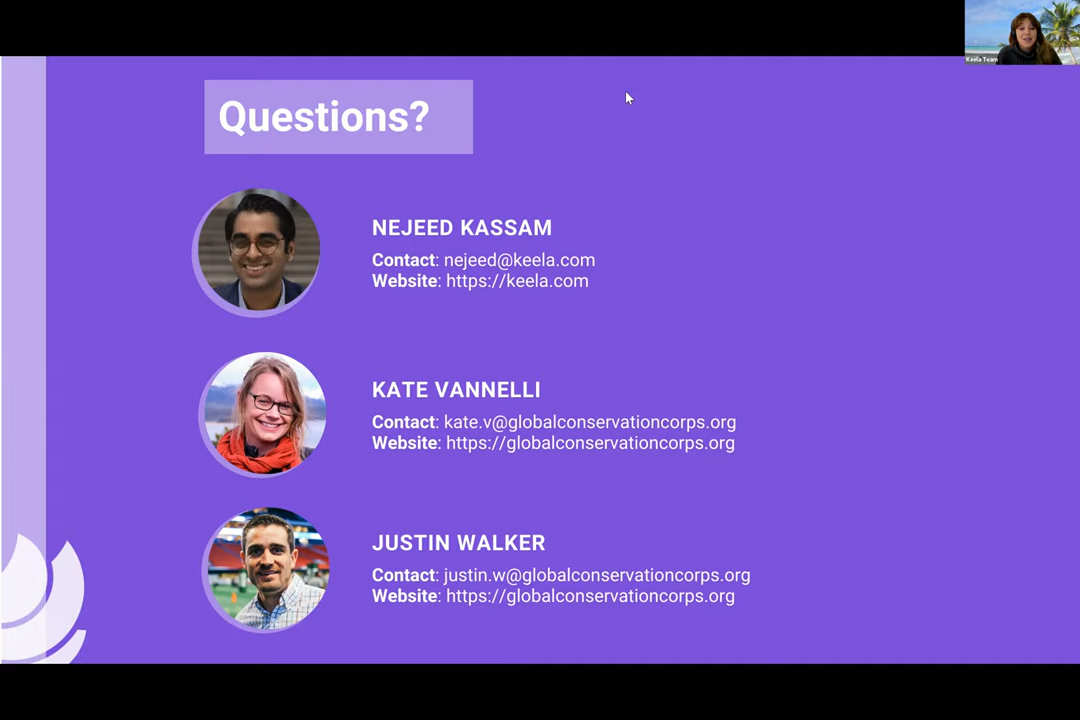 Keela Team
Questions?
NEJEED KASSAM
Contact: nejeed@keela.com
Website: https://keela.com
KATE VANNELLI
Contact: kate.v@globalconservationcorps.org
Website: https://globalconservationcorps.org
JUSTIN WALKER
Contact: justin.w@globalconservationcorps.org
Website: https://globalconservationcorps.org